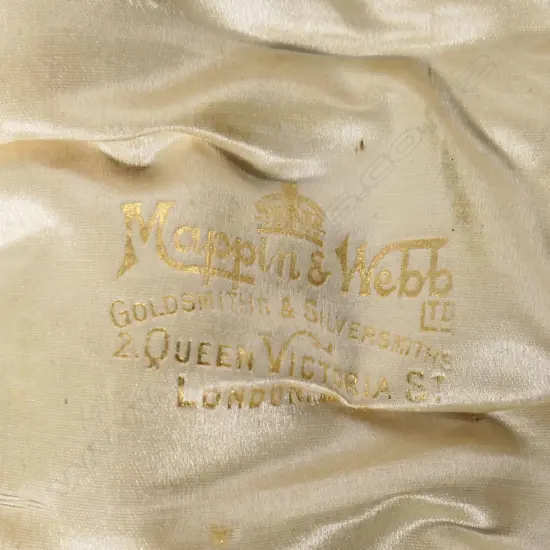 Mappin & Webb
LTD
GOLDSMITHS & SILVERSMITHS
2. QUEEN VICTORIA ST
LONDON